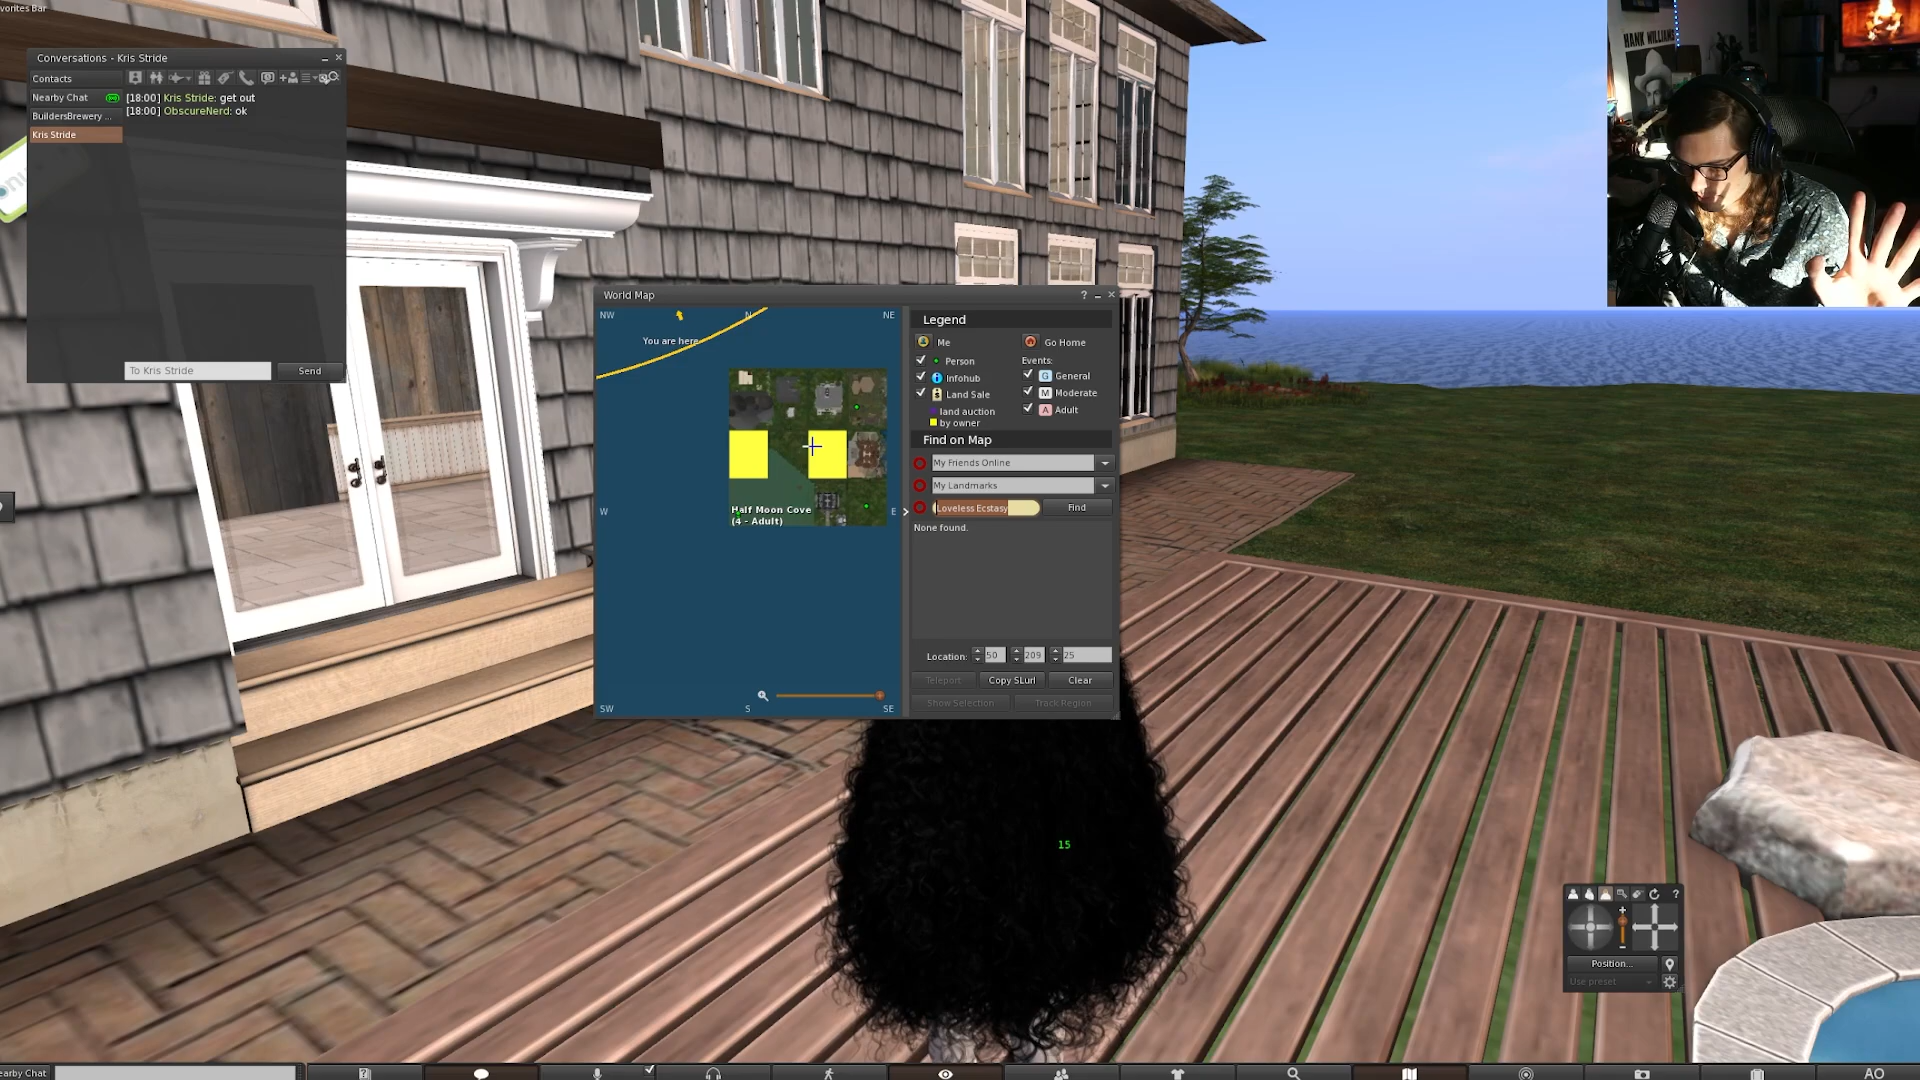 vorites Bar
Conversations - Kris Stride
Contacts
Nearby Chat
[18:00] Kris Stride: get out
BuildersBrewery ...
[18:00] ObscureNerd: ok
Kris Stride
To Kris Stride
Send
HANK WILLIAMS
World Map
NW
N
NE
You are here
W
E
Half Moon Cove
(4 - Adult)
SW
S
SE
Legend
Me
Go Home
Person
Events:
Infohub
G General
Land Sale
M Moderate
land auction
A Adult
by owner
Find on Map
My Friends Online
My Landmarks
Loveless Ecstasy
Find
None found.
Location: 50 209 25
Teleport
Copy SLurl
Clear
Show Selection
Track Region
15
Position...
Use preset
earby Chat
AO